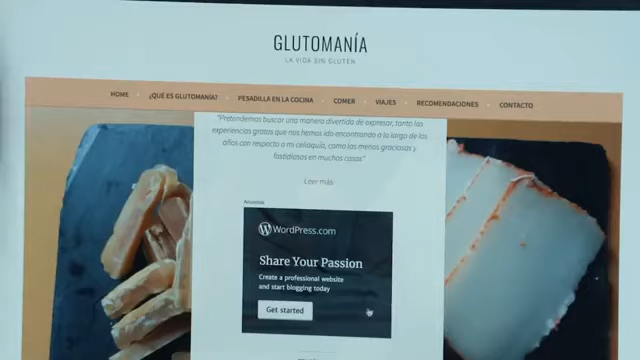 GLUTOMANÍA
LA VIDA SIN GLUTEN
HOME ¿QUÉ ES GLUTOMANÍA? PESADILLA EN LA COCINA COMER VIAJES RECOMENDACIONES CONTACTO
"Pretendemos buscar una manera divertida de expresar, tanto las
experiencias gratas que nos hemos ido encontrando a lo largo de los
años con respecto a mi celiaquía, como las menos graciosas y
fastidiosas en muchos casos"
Leer más
Anuncios
WordPress.com
Share Your Passion
Create a professional website
and start blogging today
Get started